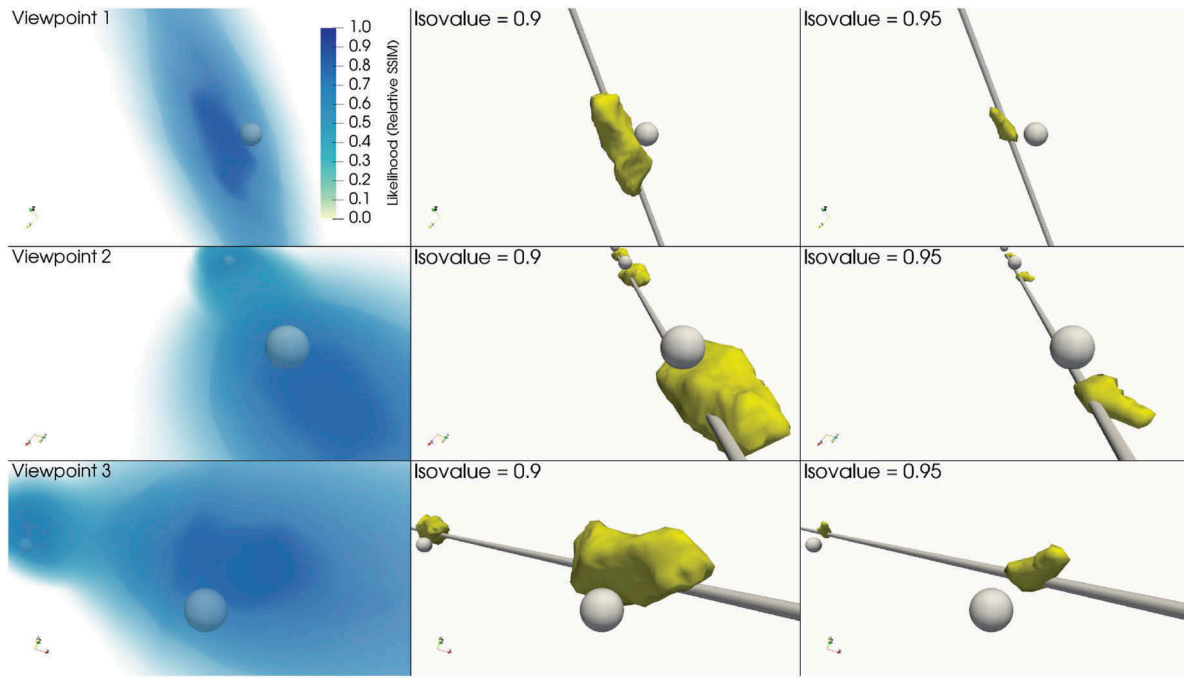 Viewpoint 1
1.0
0.9
0.8
0.7
0.6
0.5
0.4
0.3
0.2
0.1
0.0
Likelihood (Relative SSIM)
Isovalue = 0.9
Isovalue = 0.95
Viewpoint 2
Isovalue = 0.9
Isovalue = 0.95
Viewpoint 3
Isovalue = 0.9
Isovalue = 0.95